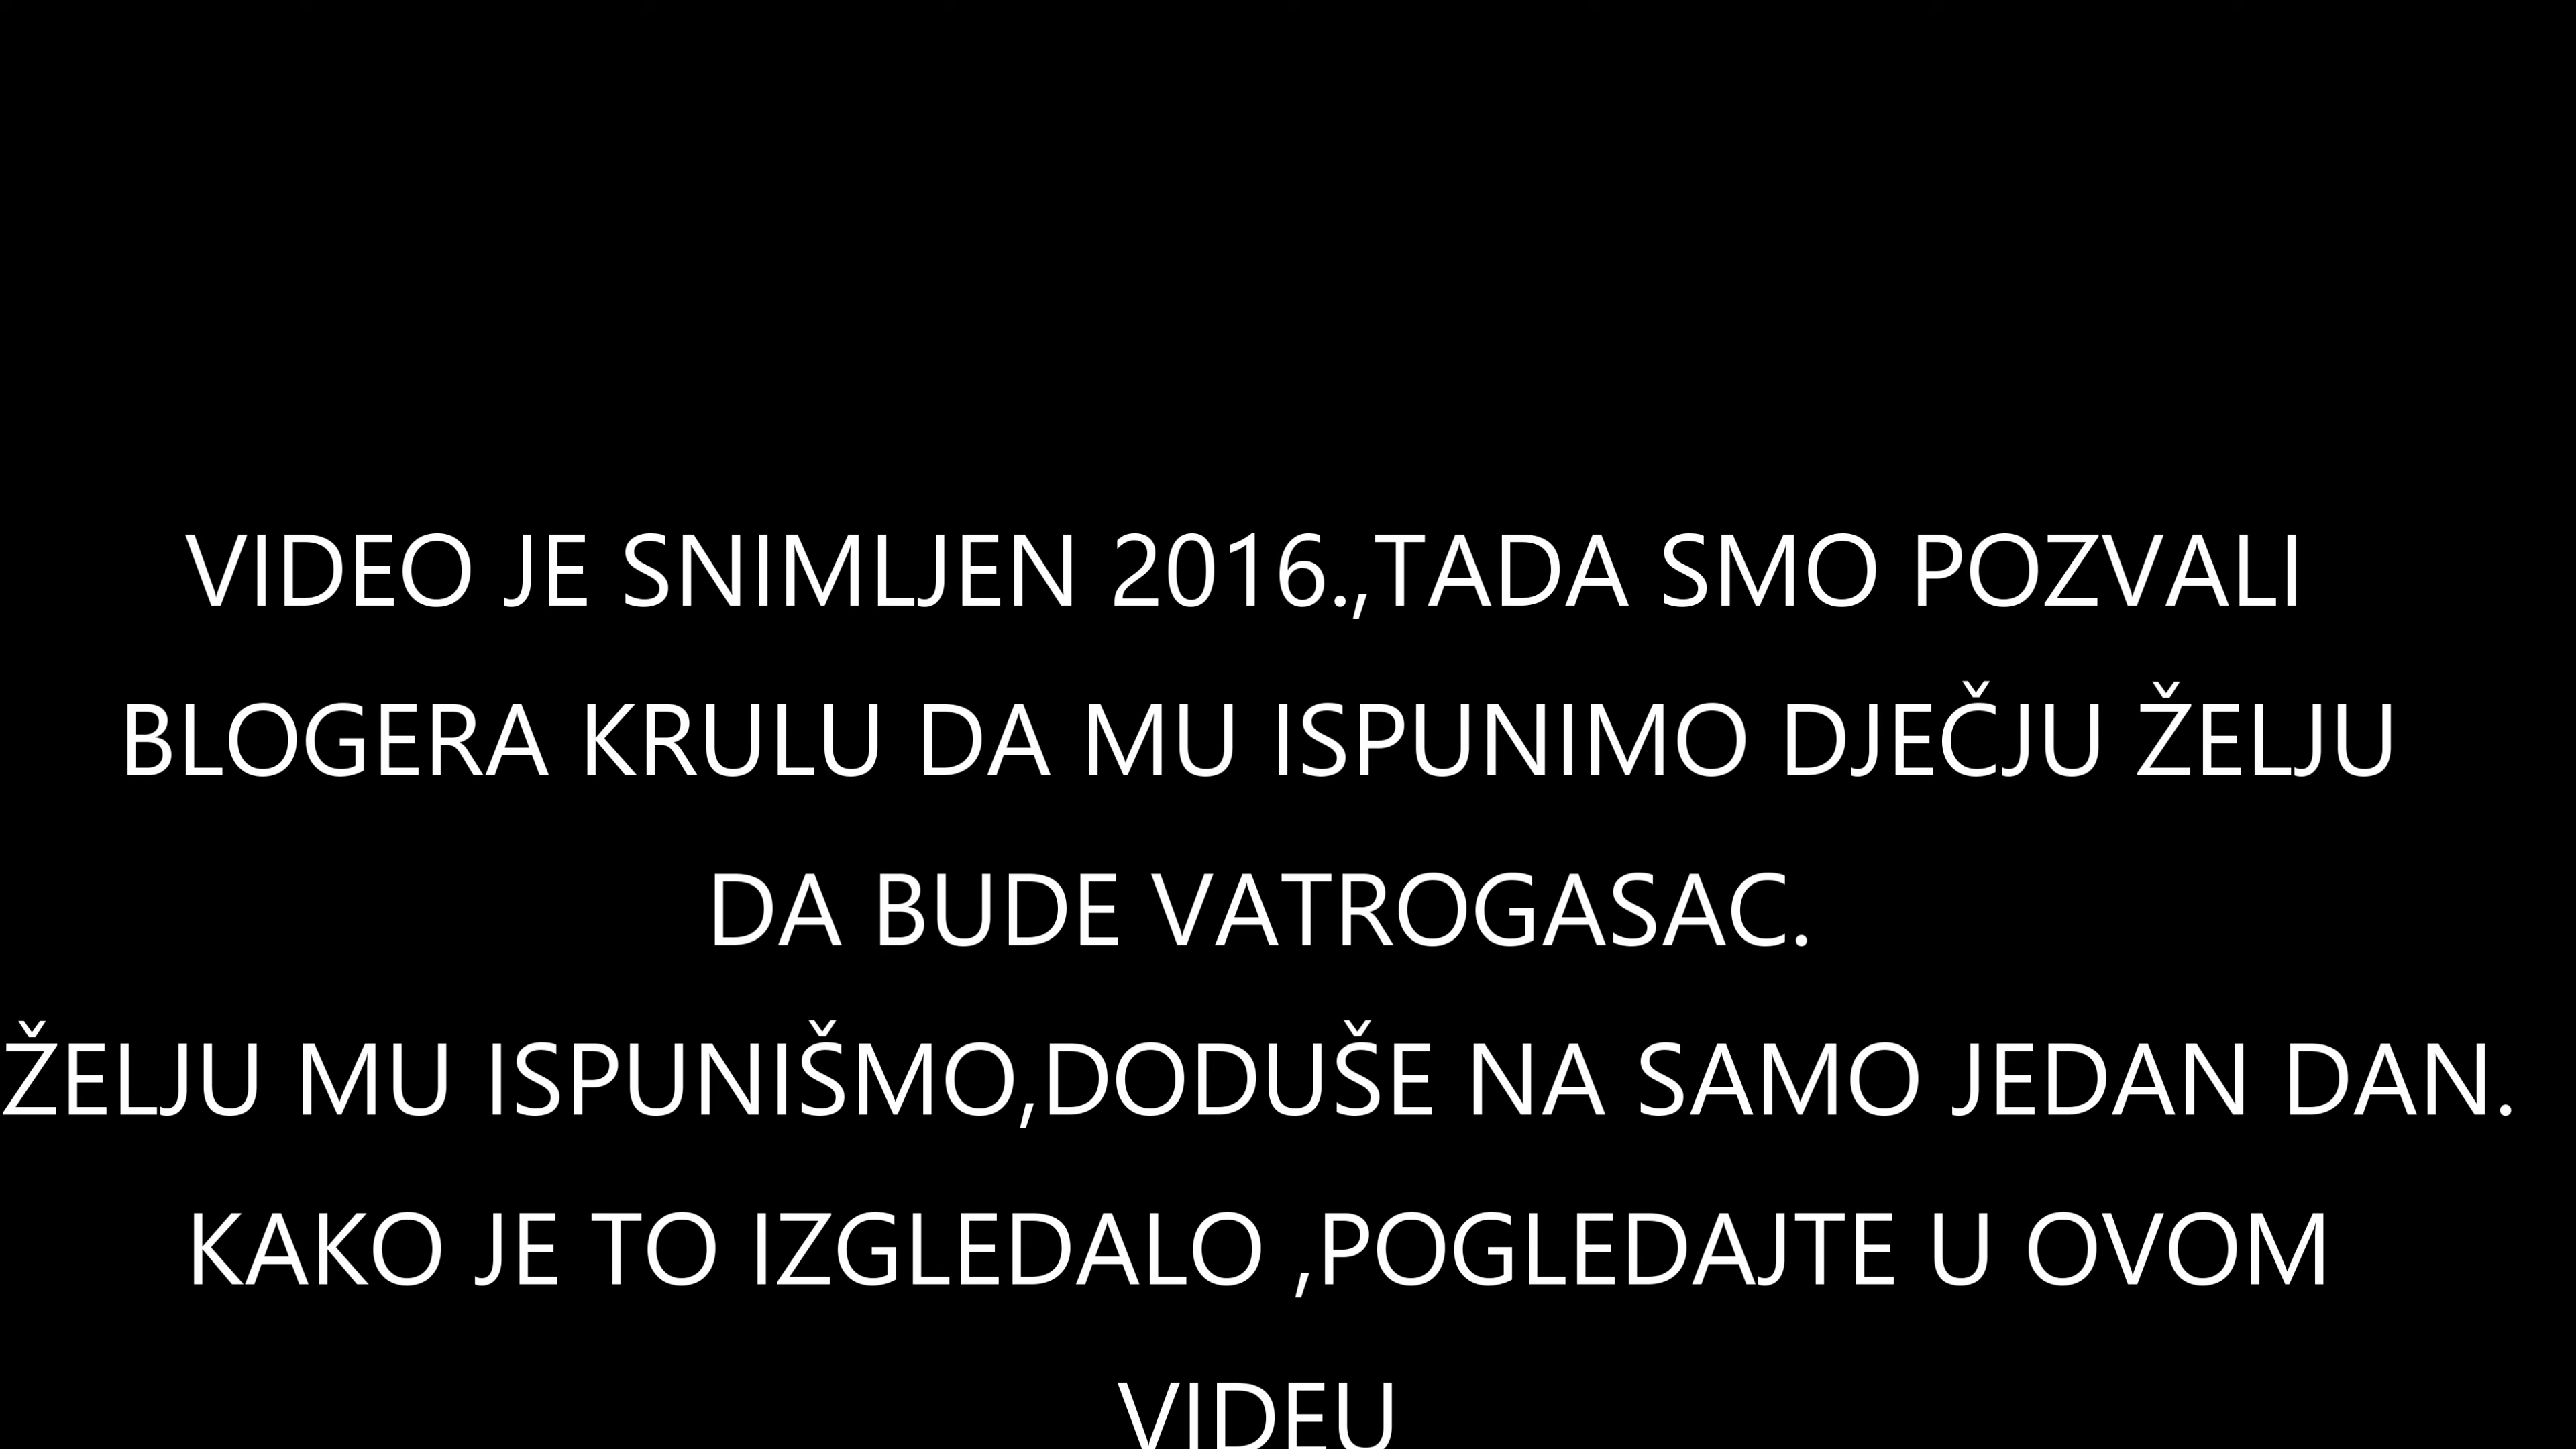 VIDEO JE SNIMLJEN 2016.,TADA SMO POZVALI
BLOGERA KRULU DA MU ISPUNIMO DJEČJU ŽELJU
DA BUDE VATROGASAC.
ŽELJU MU ISPUNIŠMO,DODUŠE NA SAMO JEDAN DAN.
KAKO JE TO IZGLEDALO ,POGLEDAJTE U OVOM
VIDEU